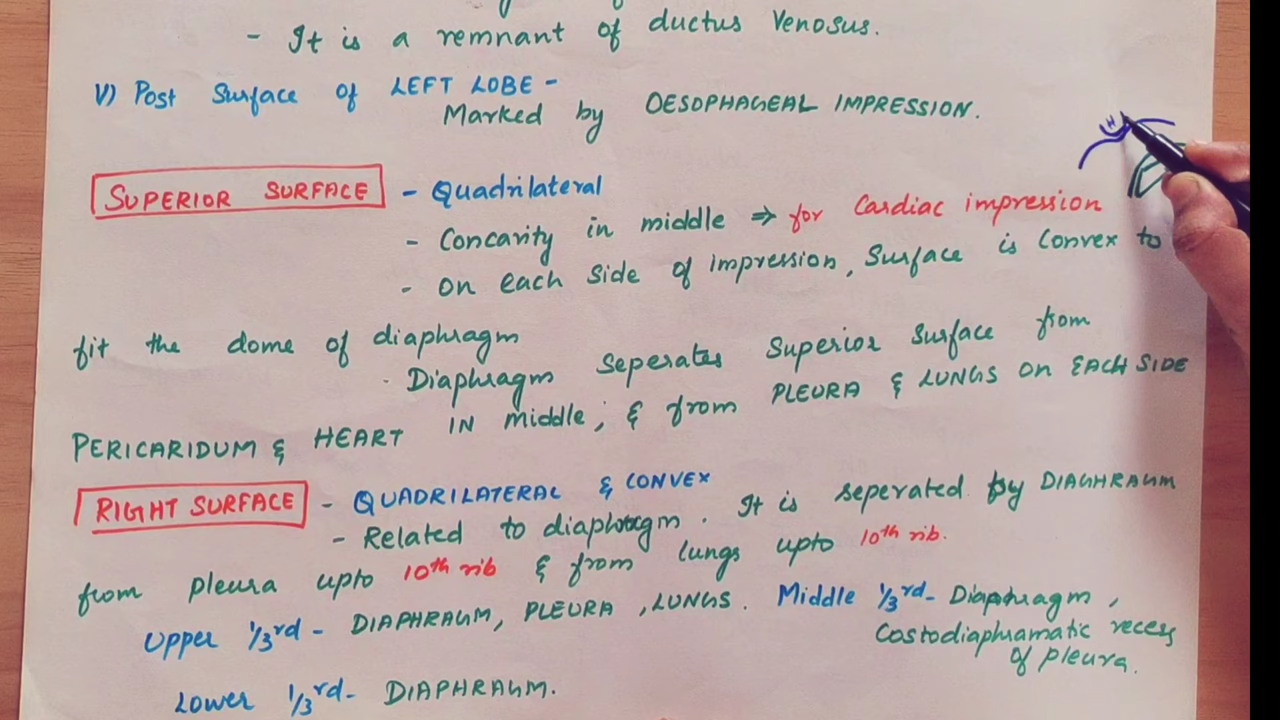 - It is a remnant of ductus Venosus.
V) Post Surface of LEFT LOBE -
Marked by OESOPHAGEAL IMPRESSION.
H
SUPERIOR SURFACE - Quadrilateral
- Concavity in middle ⇒ for Cardiac impression
- On each Side of impression, Surface is Convex to
fit the dome of diaphragm
- Diaphragm seperates Superior Surface from
PERICARIDUM & HEART IN middle, & from PLEURA & LUNGS ON EACH SIDE
RIGHT SURFACE - QUADRILATERAL & CONVEX
- Related to diaphragm. It is seperated by DIAGHRAGM
from pleura upto 10th rib & from lungs upto 10th rib.
Upper 1/3rd - DIAPHRAGM, PLEURA, LUNGS. Middle 1/3rd - Diaphragm,
Costodiaphramatic recess
of pleura.
Lower 1/3rd - DIAPHRAGM.